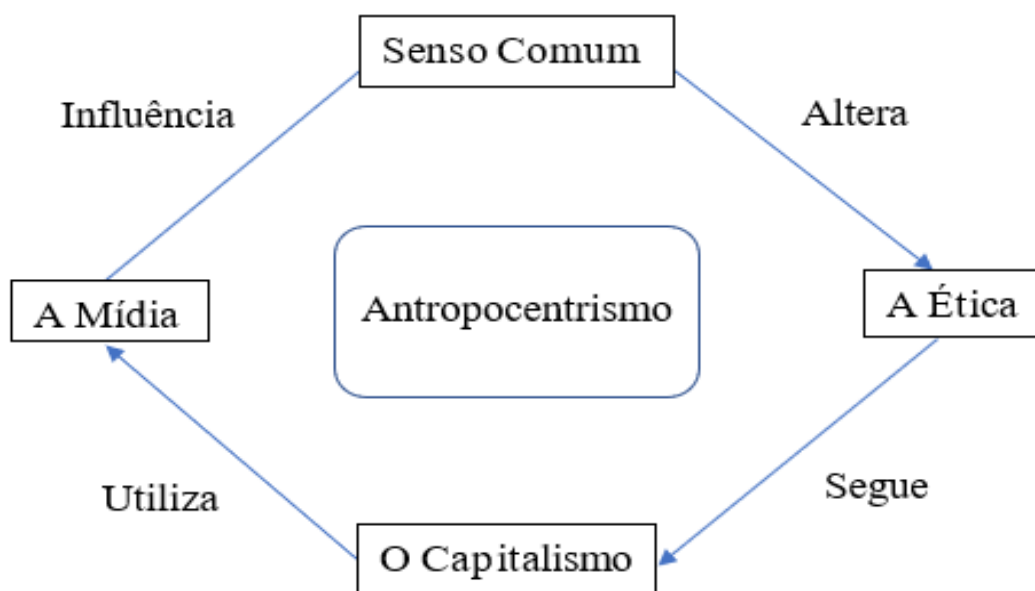 Senso Comum
Influência
Altera
A Mídia
Antropocentrismo
A Ética
Utiliza
Segue
O Capitalismo